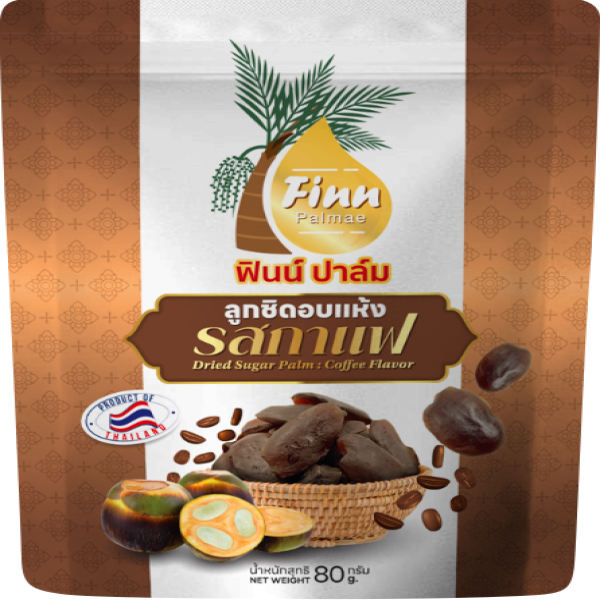 Finn
Palmae
ฟินน์ ปาล์ม
ลูกชิดอบแห้ง
รสกาแฟ
Dried Sugar Palm : Coffee Flavor
PRODUCT OF
THAILAND
น้ำหนักสุทธิ 80 กรัม
NET WEIGHT g.